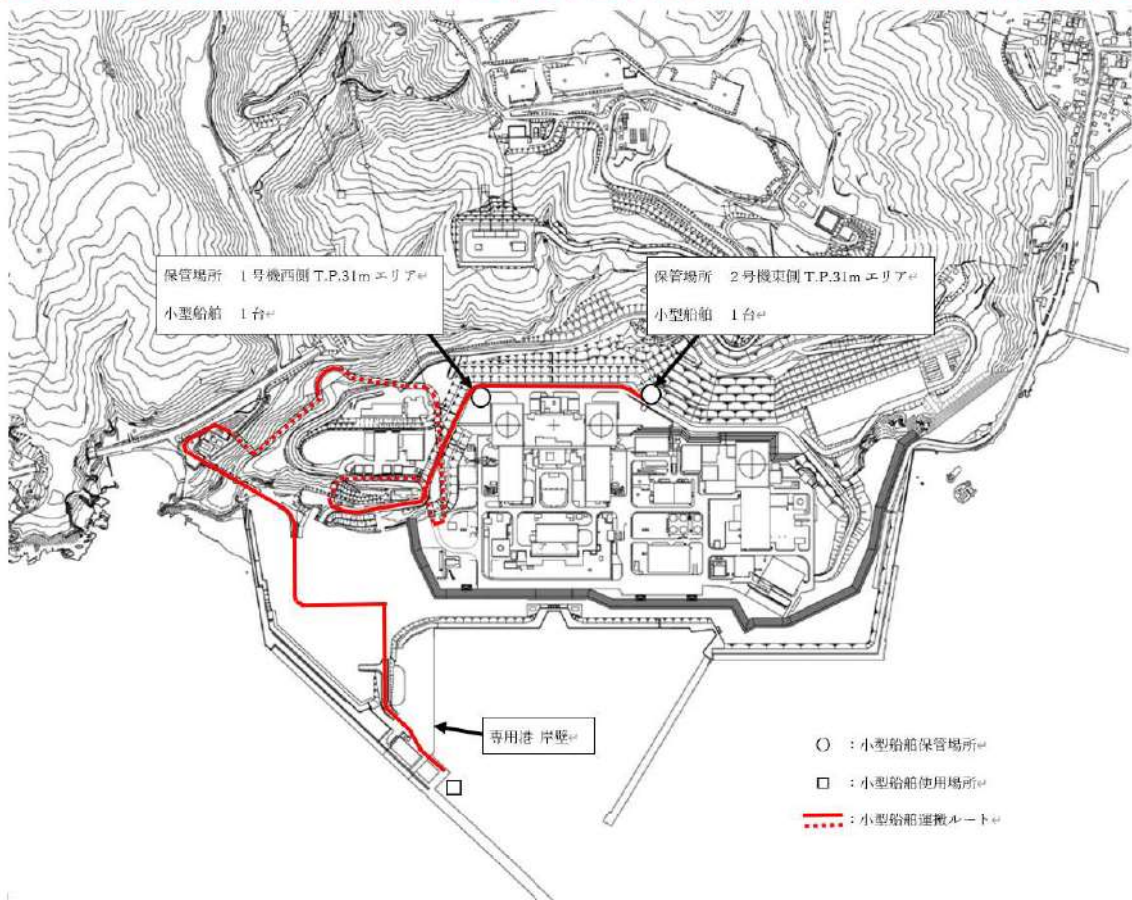 保管場所　1号機西側 T.P.31m エリア↵
小型船舶　1台↵
保管場所　2号機東側 T.P.31m エリア↵
小型船舶　1台↵
専用港 岸壁↵
○ ：小型船舶保管場所↵
□ ：小型船舶使用場所↵
：小型船舶運搬ルート↵